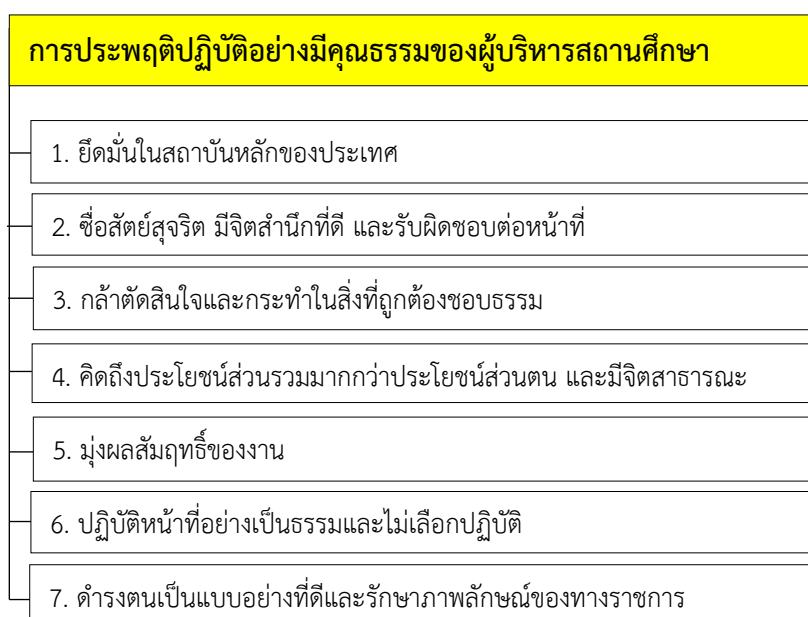 การประพฤติปฏิบัติอย่างมีคุณธรรมของผู้บริหารสถานศึกษา
1. ยึดมั่นในสถาบันหลักของประเทศ
2. ซื่อสัตย์สุจริต มีจิตสำนึกที่ดี และรับผิดชอบต่อหน้าที่
3. กล้าตัดสินใจและกระทำในสิ่งที่ถูกต้องชอบธรรม
4. คิดถึงประโยชน์ส่วนรวมมากกว่าประโยชน์ส่วนตน และมีจิตสาธารณะ
5. มุ่งผลสัมฤทธิ์ของงาน
6. ปฏิบัติหน้าที่อย่างเป็นธรรมและไม่เลือกปฏิบัติ
7. ดำรงตนเป็นแบบอย่างที่ดีและรักษาภาพลักษณ์ของทางราชการ